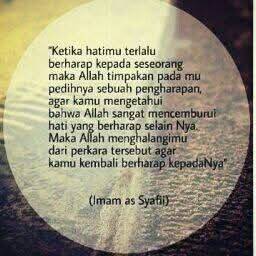 "Ketika hatimu terlalu
berharap kepada seseorang
maka Allah timpakan pada mu
pedihnya sebuah pengharapan,
agar kamu mengetahui
bahwa Allah sangat mencemburui
hati yang berharap selain Nya.
Maka Allah menghalangimu
dari perkara tersebut agar
kamu kembali berharap kepadaNya"
(Imam as Syafii)